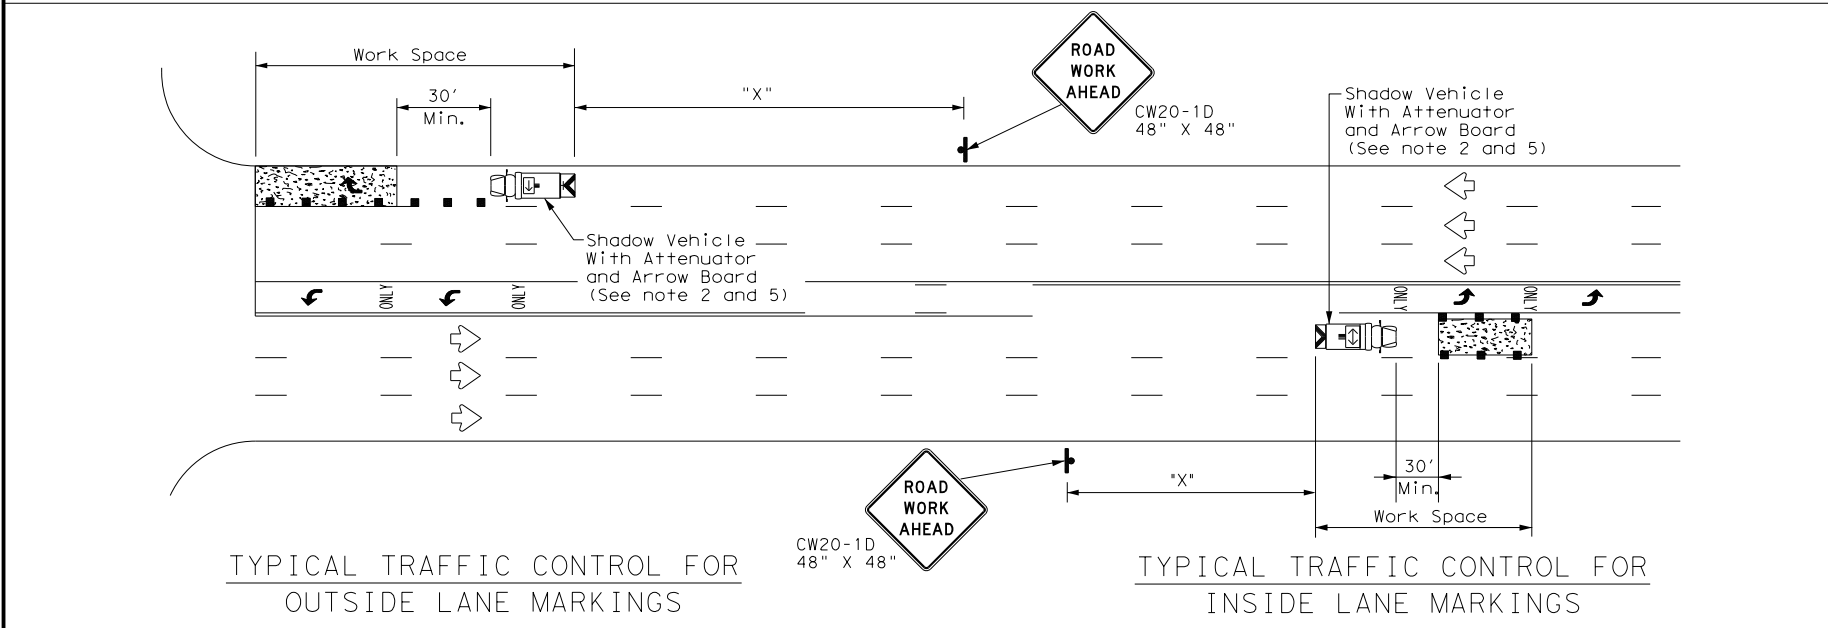 Work Space
30'
Min.
"X"
ROAD
WORK
AHEAD
CW20-1D
48" X 48"
Shadow Vehicle
With Attenuator
and Arrow Board
(See note 2 and 5)
Shadow Vehicle
With Attenuator
and Arrow Board
(See note 2 and 5)
ONLY
ONLY
ONLY
ONLY
ROAD
WORK
AHEAD
CW20-1D
48" X 48"
"X"
30'
Min.
Work Space
TYPICAL TRAFFIC CONTROL FOR
OUTSIDE LANE MARKINGS
TYPICAL TRAFFIC CONTROL FOR
INSIDE LANE MARKINGS